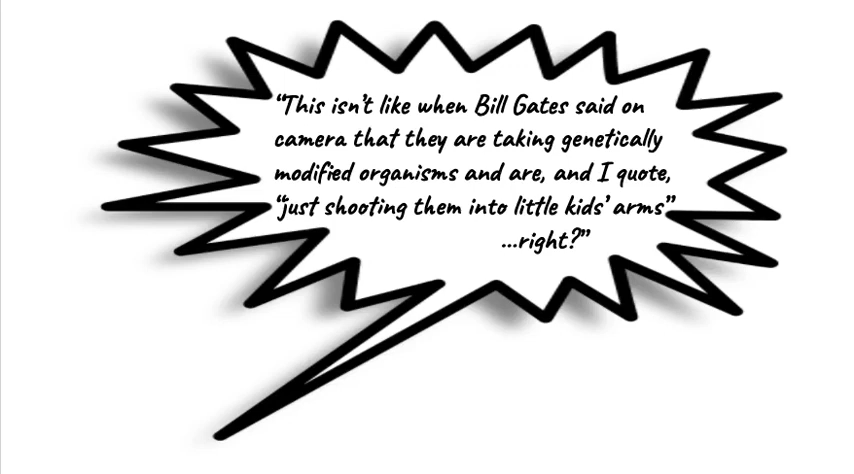 “This isn’t like when Bill Gates said on
camera that they are taking genetically
modified organisms and are, and I quote,
“just shooting them into little kids’ arms”
...right?”